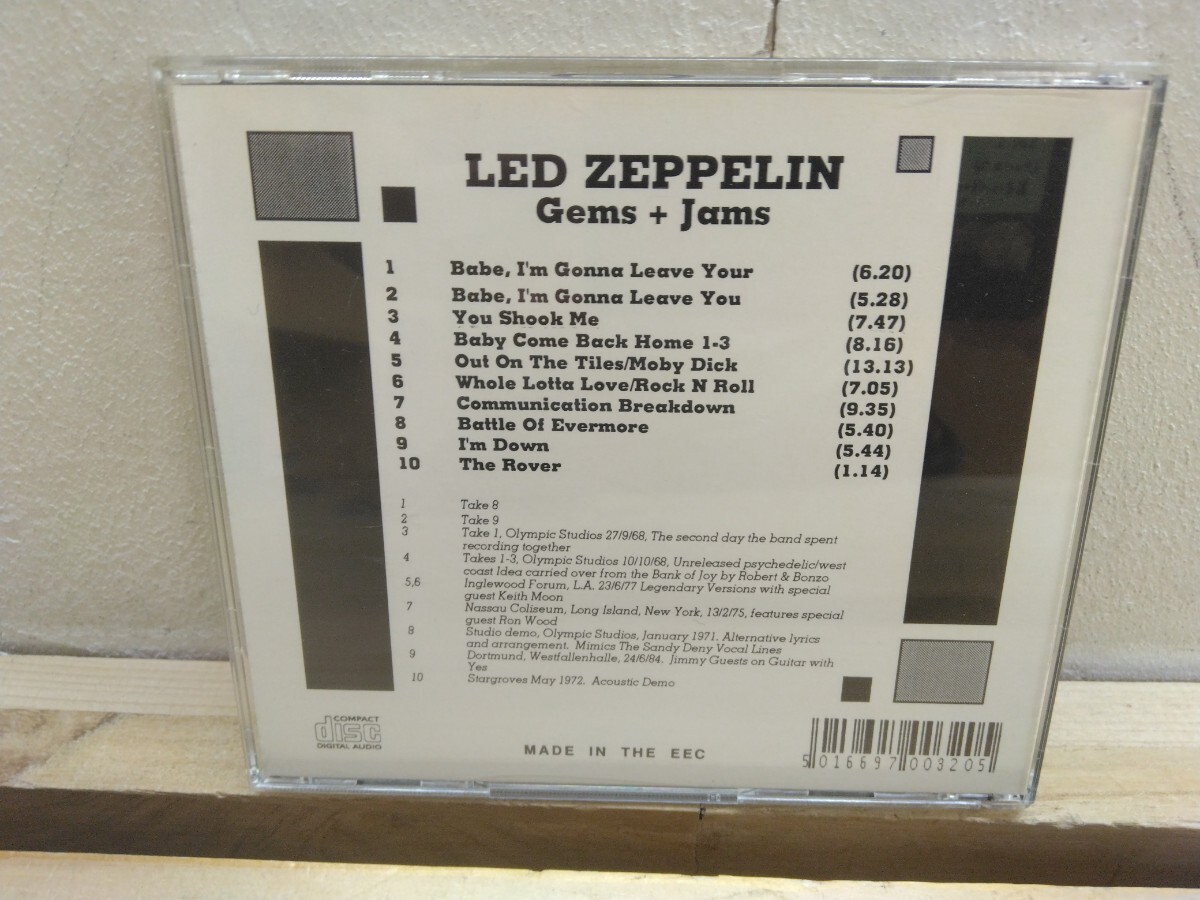 LED ZEPPELIN
Gems + Jams
1 Babe, I'm Gonna Leave Your (6.20)
2 Babe, I'm Gonna Leave You (5.28)
3 You Shook Me (7.47)
4 Baby Come Back Home 1-3 (8.16)
5 Out On The Tiles/Moby Dick (13.13)
6 Whole Lotta Love/Rock N Roll (7.05)
7 Communication Breakdown (9.35)
8 Battle Of Evermore (5.40)
9 I'm Down (5.44)
10 The Rover (1.14)
1 Take 8
2 Take 9
3 Take 1, Olympic Studios 27/9/68, The second day the band spent
recording together
4 Takes 1-3, Olympic Studios 10/10/68, Unreleased psychedelic/west
coast Idea carried over from the Bank of Joy by Robert & Bonzo
5,6 Inglewood Forum, L.A. 23/6/77 Legendary Versions with special
guest Keith Moon
7 Nassau Coliseum, Long Island, New York, 13/2/75, features special
guest Ron Wood
8 Studio demo, Olympic Studios, January 1971. Alternative lyrics
and arrangement. Mimics The Sandy Deny Vocal Lines
9 Dortmund, Westfallenhalle, 24/6/84. Jimmy Guests on Guitar with
Yes
10 Stargroves May 1972. Acoustic Demo
COMPACT
disc
DIGITAL AUDIO
MADE IN THE EEC
5 016697 003205